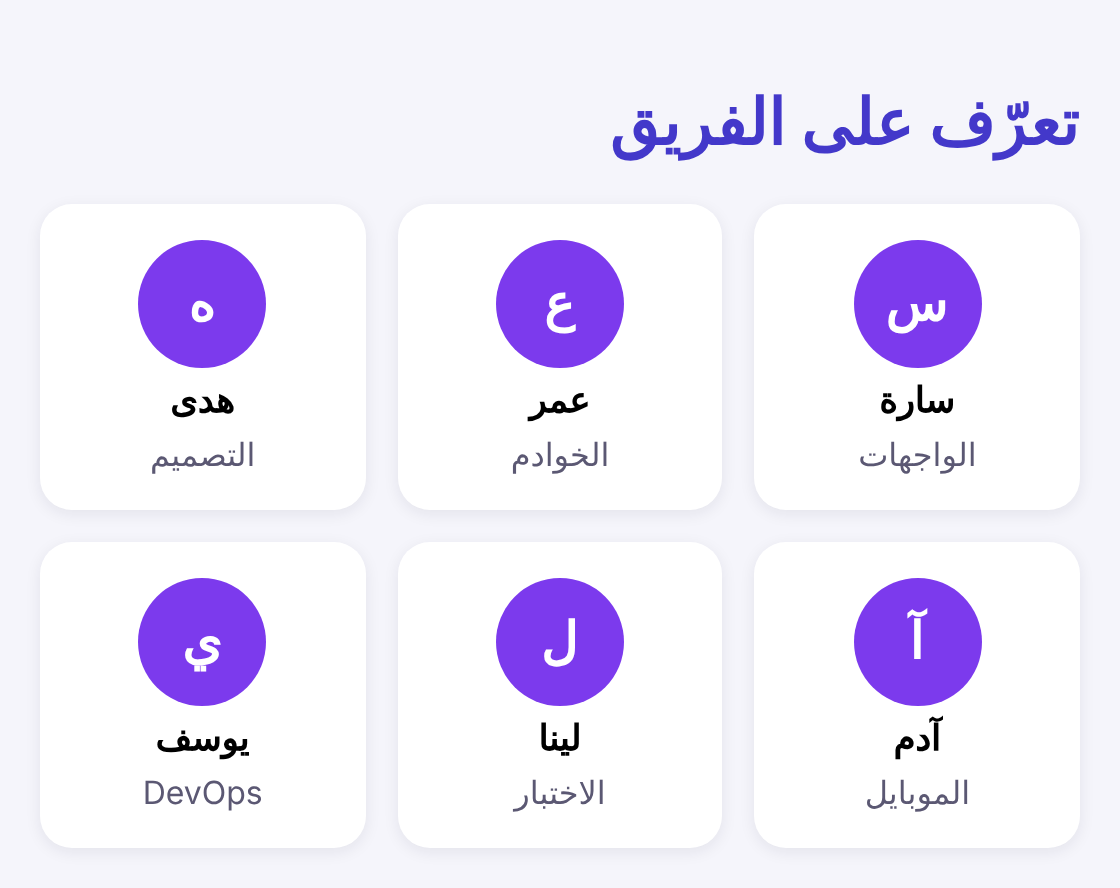 تعرّف على الفريق
س
سارة
الواجهات
ع
عمر
الخوادم
ه
هدى
التصميم
آ
آدم
الموبايل
ل
لينا
الاختبار
ي
يوسف
DevOps